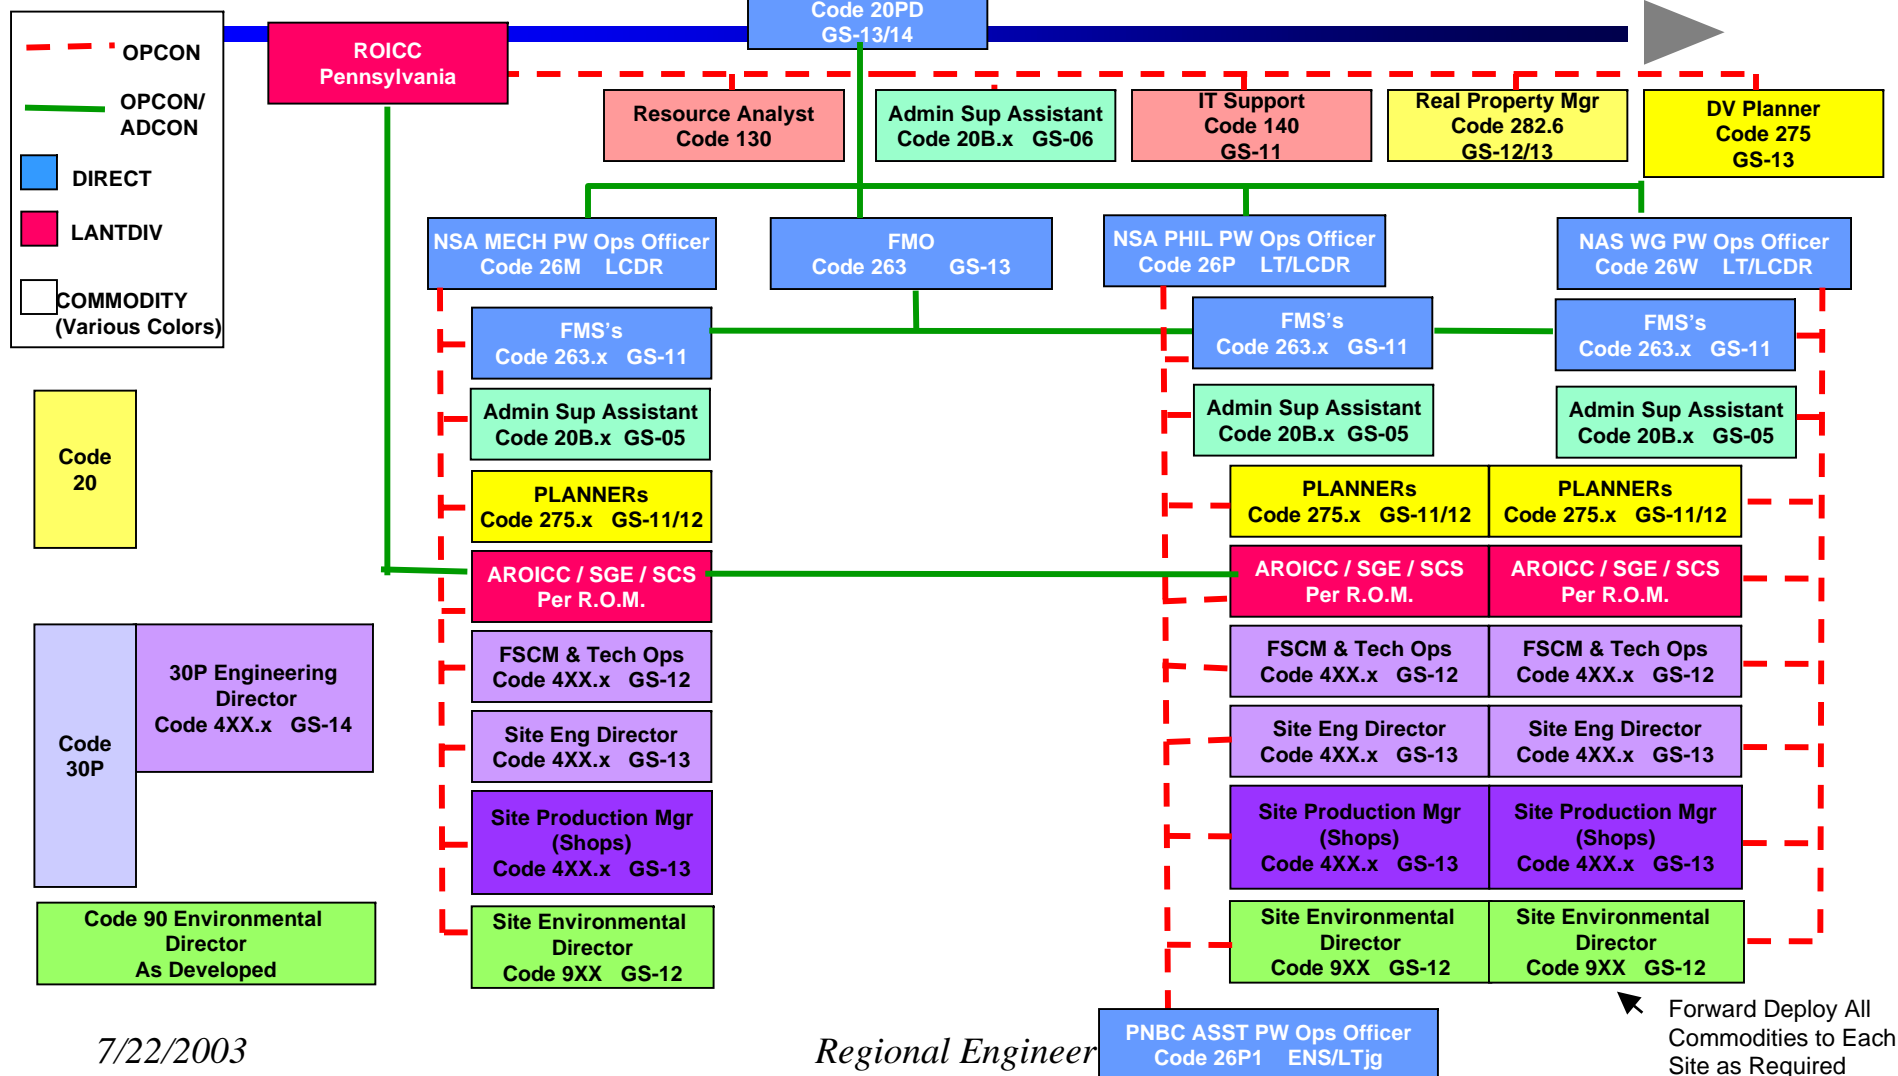 Code 20PD
GS-13/14
OPCON
OPCON/
ADCON
DIRECT
LANTDIV
COMMODITY
(Various Colors)
ROICC
Pennsylvania
Resource Analyst
Code 130
Admin Sup Assistant
Code 20B.x GS-06
IT Support
Code 140
GS-11
Real Property Mgr
Code 282.6
GS-12/13
DV Planner
Code 275
GS-13
NSA MECH PW Ops Officer
Code 26M LCDR
FMO
Code 263 GS-13
NSA PHIL PW Ops Officer
Code 26P LT/LCDR
NAS WG PW Ops Officer
Code 26W LT/LCDR
FMS's
Code 263.x GS-11
FMS's
Code 263.x GS-11
FMS's
Code 263.x GS-11
Admin Sup Assistant
Code 20B.x GS-05
Admin Sup Assistant
Code 20B.x GS-05
Admin Sup Assistant
Code 20B.x GS-05
Code
20
PLANNERs
Code 275.x GS-11/12
PLANNERs
Code 275.x GS-11/12
PLANNERs
Code 275.x GS-11/12
AROICC / SGE / SCS
Per R.O.M.
AROICC / SGE / SCS
Per R.O.M.
AROICC / SGE / SCS
Per R.O.M.
Code
30P
30P Engineering
Director
Code 4XX.x GS-14
FSCM & Tech Ops
Code 4XX.x GS-12
FSCM & Tech Ops
Code 4XX.x GS-12
FSCM & Tech Ops
Code 4XX.x GS-12
Site Eng Director
Code 4XX.x GS-13
Site Eng Director
Code 4XX.x GS-13
Site Eng Director
Code 4XX.x GS-13
Site Production Mgr
(Shops)
Code 4XX.x GS-13
Site Production Mgr
(Shops)
Code 4XX.x GS-13
Site Production Mgr
(Shops)
Code 4XX.x GS-13
Code 90 Environmental
Director
As Developed
Site Environmental
Director
Code 9XX GS-12
Site Environmental
Director
Code 9XX GS-12
Site Environmental
Director
Code 9XX GS-12
Forward Deploy All
Commodities to Each
Site as Required
7/22/2003
Regional Engineer
PNBC ASST PW Ops Officer
Code 26P1 ENS/LTjg